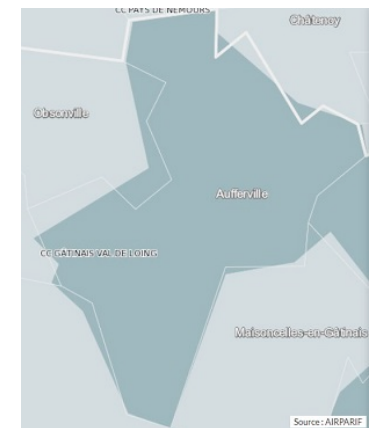 CC PAYS DE NEMOURS
Châtenoy
Obsonville
Aufferville
CC GÂTINAIS VAL DE LOING
Maisoncelles-en-Gâtinais
Source : AIRPARIF